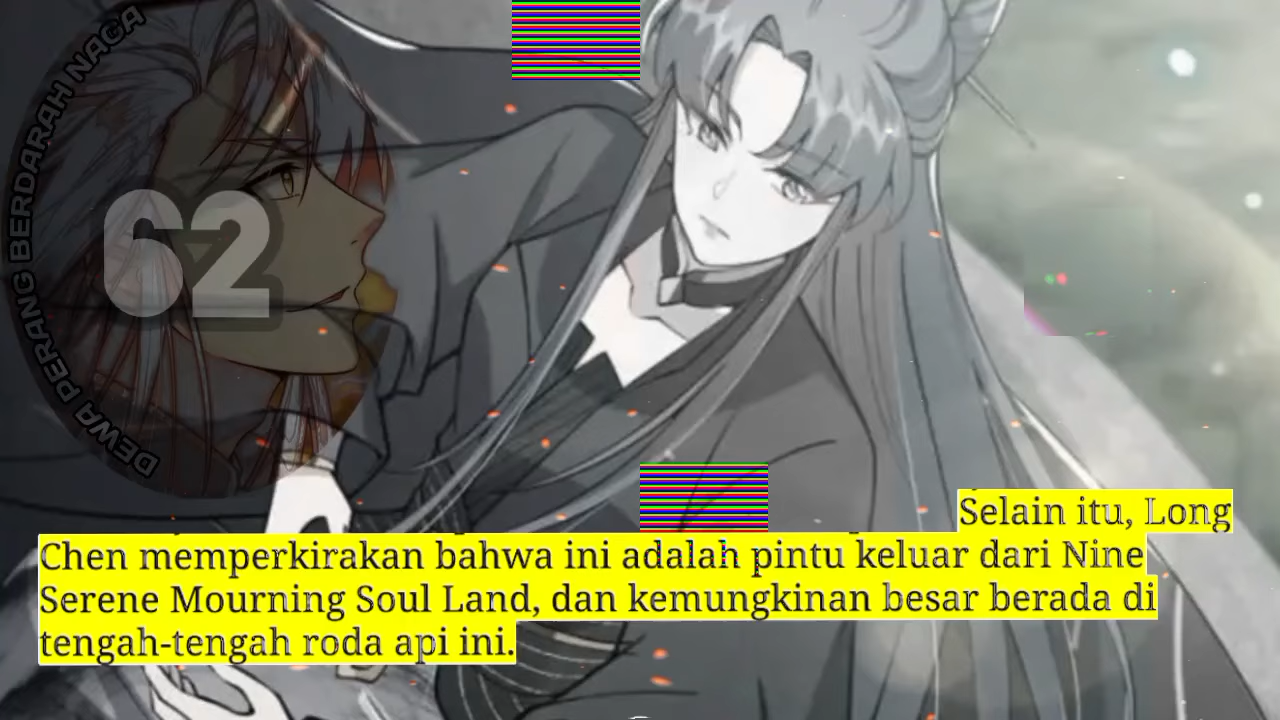 DEWA PERANG BERDARAH NAGA
62
Selain itu, Long
Chen memperkirakan bahwa ini adalah pintu keluar dari Nine
Serene Mourning Soul Land, dan kemungkinan besar berada di
tengah-tengah roda api ini.